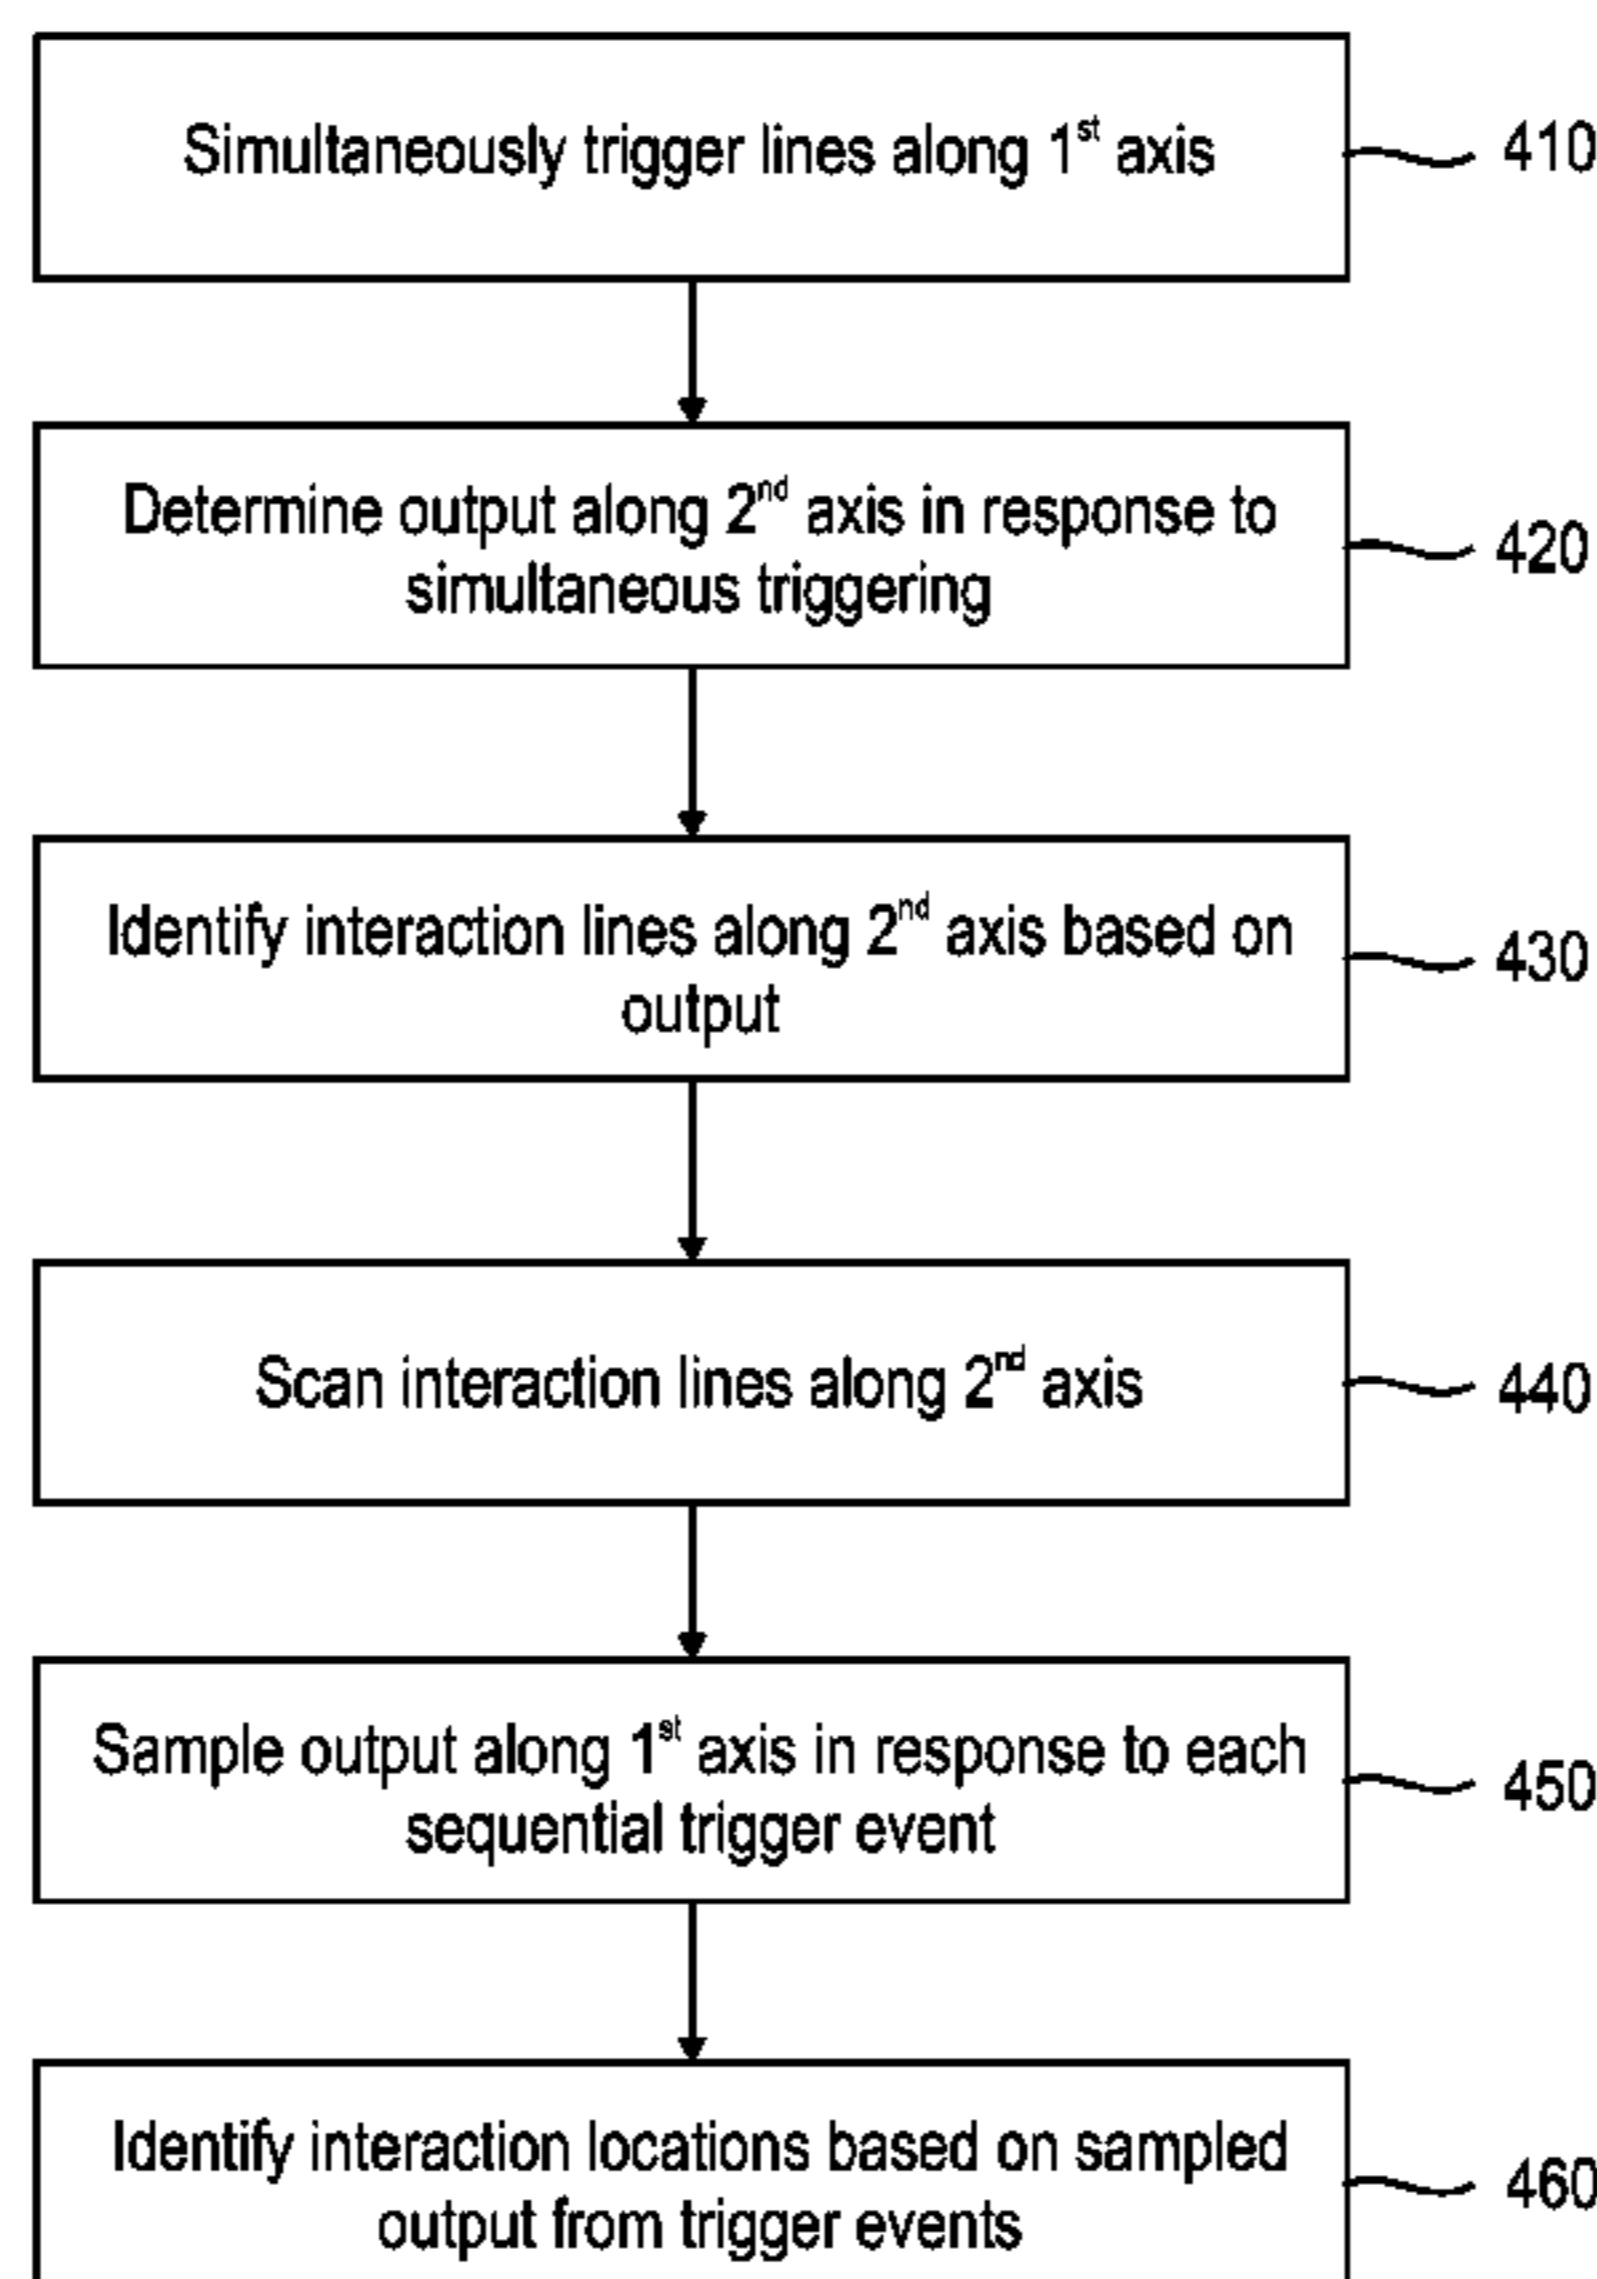 Simultaneously trigger lines along 1st axis
410
Determine output along 2nd axis in response to
simultaneous triggering
420
Identify interaction lines along 2nd axis based on
output
430
Scan interaction lines along 2nd axis
440
Sample output along 1st axis in response to each
sequential trigger event
450
Identify interaction locations based on sampled
output from trigger events
460